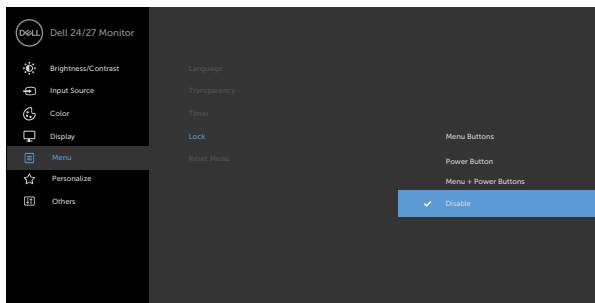 DELL
Dell 24/27 Monitor
Brightness/Contrast
Input Source
Color
Display
Menu
Personalize
Others
Language
Transparency
Timer
Lock
Reset Menu
Menu Buttons
Power Button
Menu + Power Buttons
Disable